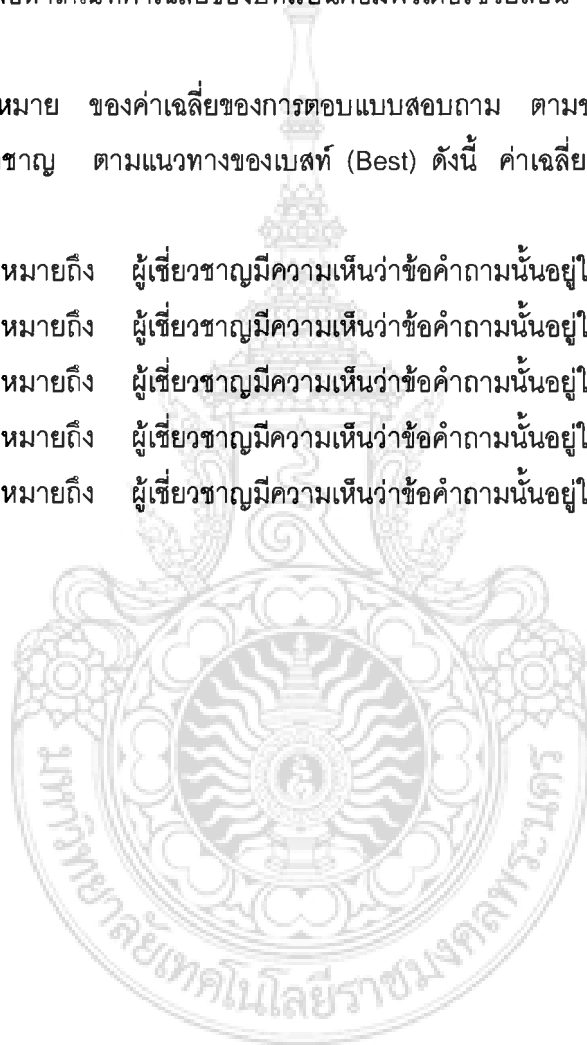 หมาย ของค่าเฉลี่ยของการตอบแบบสอบถาม ตามข
ชาญ ตามแนวทางของเบสท์ (Best) ดังนี้ ค่าเฉลี่ย
หมายถึง ผู้เชี่ยวชาญมีความเห็นว่าข้อคำถามนั้นอยู่ใ
หมายถึง ผู้เชี่ยวชาญมีความเห็นว่าข้อคำถามนั้นอยู่ใ
หมายถึง ผู้เชี่ยวชาญมีความเห็นว่าข้อคำถามนั้นอยู่ใ
หมายถึง ผู้เชี่ยวชาญมีความเห็นว่าข้อคำถามนั้นอยู่ใ
หมายถึง ผู้เชี่ยวชาญมีความเห็นว่าข้อคำถามนั้นอยู่ใ
มหาวิทยาลัยเทคโนโลยีราชมงคลพระนคร